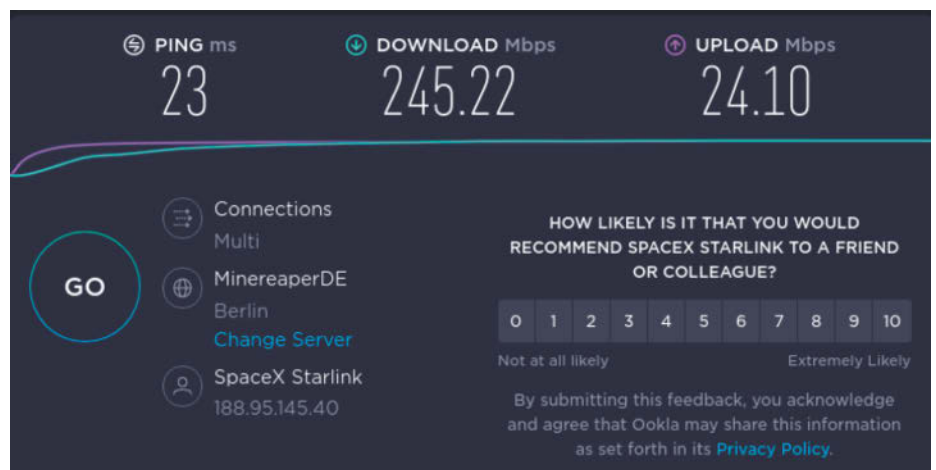 PING ms
23
DOWNLOAD Mbps
245.22
UPLOAD Mbps
24.10
GO
Connections
Multi
MinereaperDE
Berlin
Change Server
SpaceX Starlink
188.95.145.40
HOW LIKELY IS IT THAT YOU WOULD
RECOMMEND SPACEX STARLINK TO A FRIEND
OR COLLEAGUE?
0 1 2 3 4 5 6 7 8 9 10
Not at all likely Extremely Likely
By submitting this feedback, you acknowledge
and agree that Ookla may share this information
as set forth in its Privacy Policy.